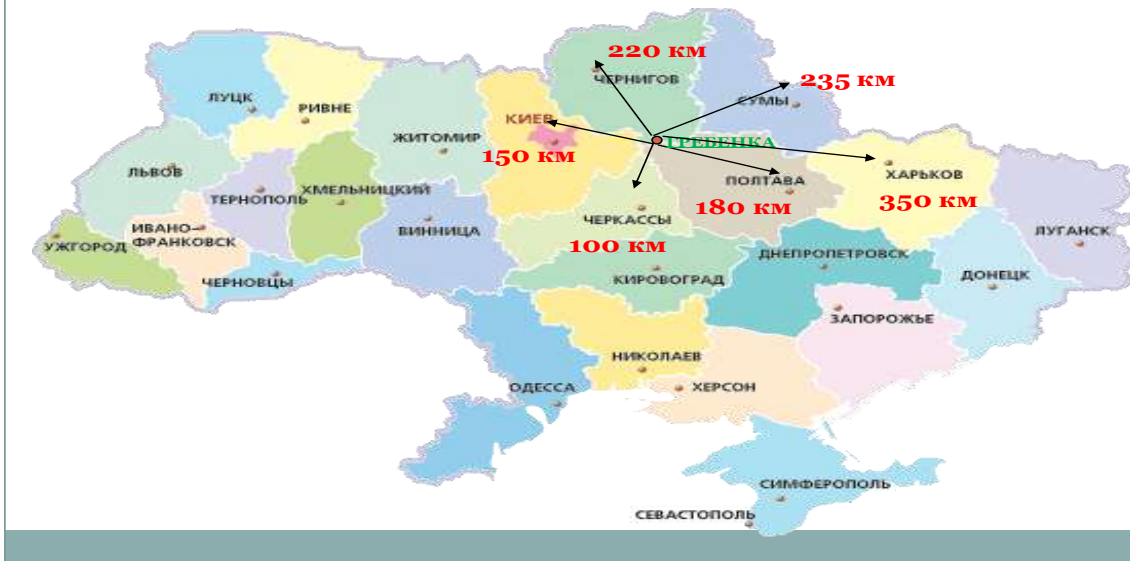 220 км
ЧЕРНИГОВ
235 км
СУМЫ
ЛУЦК
РИВНЕ
КИЕВ
ЖИТОМИР
ГРЕБЕНКА
150 км
ЛЬВОВ
ТЕРНОПОЛЬ
ХМЕЛЬНИЦКИЙ
ПОЛТАВА
ХАРЬКОВ
180 км
350 км
ЧЕРКАССЫ
100 км
УЖГОРОД
ИВАНО-
ФРАНКОВСК
ВИННИЦА
ЛУГАНСК
ЧЕРНОВЦЫ
КИРОВОГРАД
ДНЕПРОПЕТРОВСК
ДОНЕЦК
ЗАПОРОЖЬЕ
НИКОЛАЕВ
ОДЕССА
ХЕРСОН
СИМФЕРОПОЛЬ
СЕВАСТОПОЛЬ